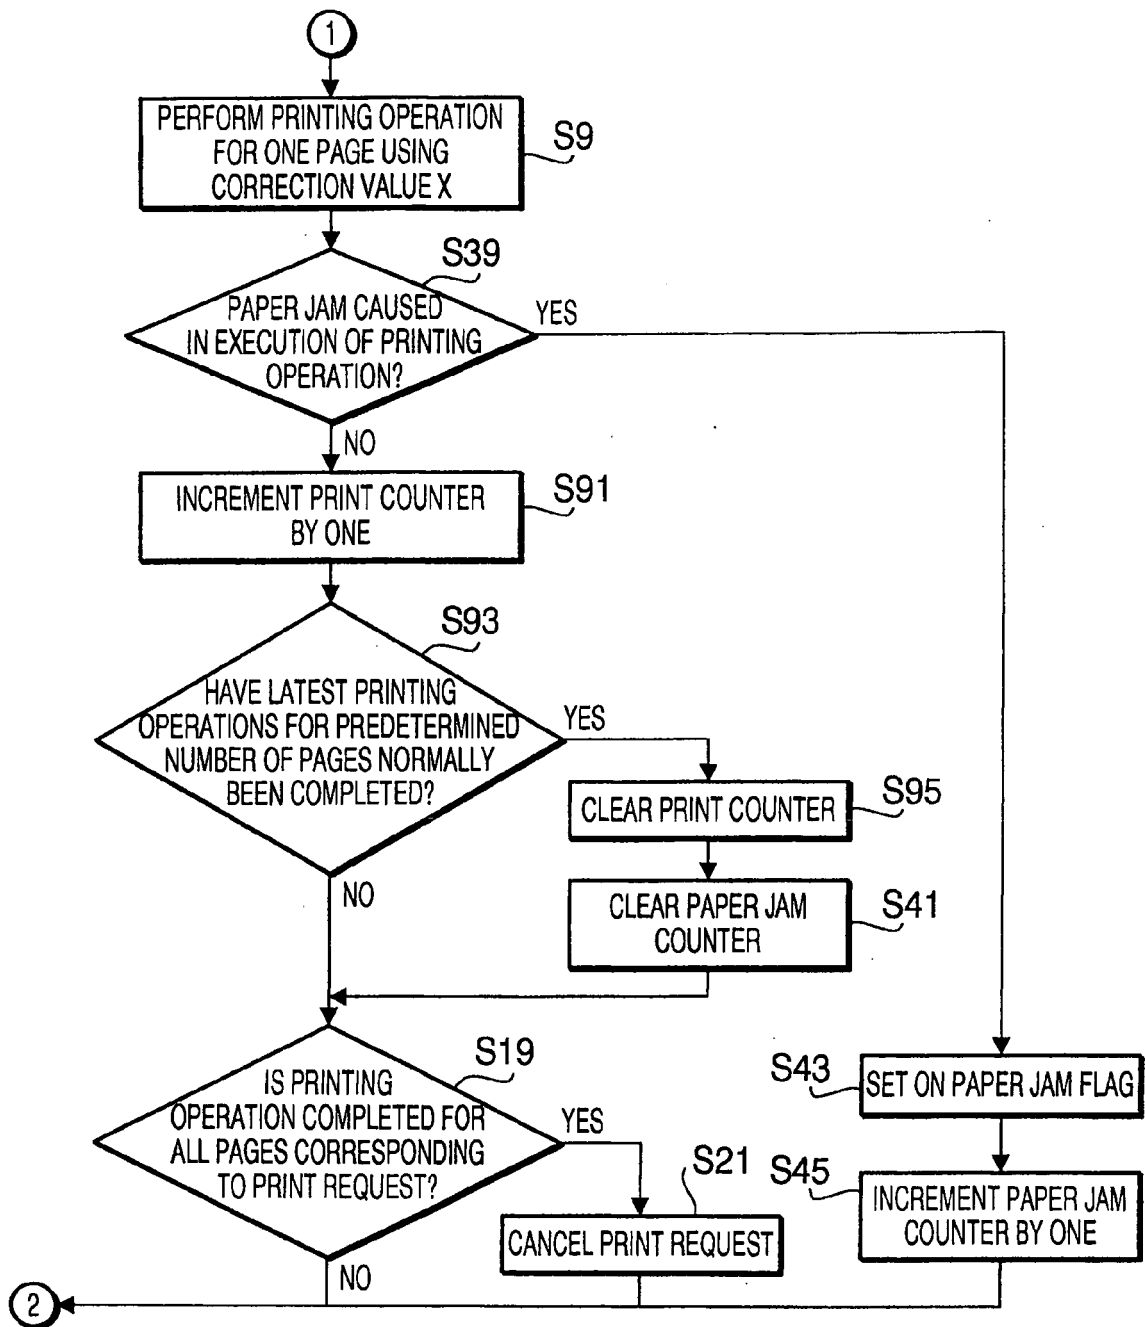 1
PERFORM PRINTING OPERATION
FOR ONE PAGE USING
CORRECTION VALUE X
S9
S39
PAPER JAM CAUSED
IN EXECUTION OF PRINTING
OPERATION?
YES
NO
INCREMENT PRINT COUNTER
BY ONE
S91
S93
HAVE LATEST PRINTING
OPERATIONS FOR PREDETERMINED
NUMBER OF PAGES NORMALLY
BEEN COMPLETED?
YES
NO
CLEAR PRINT COUNTER
S95
CLEAR PAPER JAM
COUNTER
S41
S19
IS PRINTING
OPERATION COMPLETED FOR
ALL PAGES CORRESPONDING
TO PRINT REQUEST?
YES
NO
S21
CANCEL PRINT REQUEST
S43
SET ON PAPER JAM FLAG
S45
INCREMENT PAPER JAM
COUNTER BY ONE
2